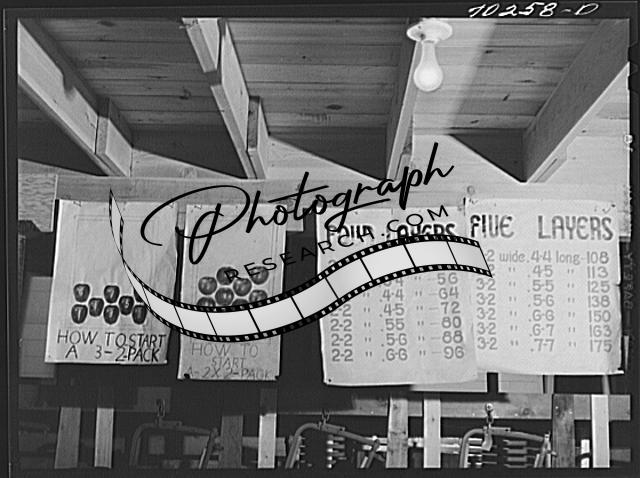 70258-D
Photograph
RESEARCH.COM
HOW TO START
A 3-2 PACK
HOW TO
START
A-2X2-PACK
FOUR LAYERS
56
4-4 " -64
2-2 " 4-5 " -72
2-2 " 55 " -80
2-2 " 5-6 " -88
2-2 " 6-6 " -96
FIVE LAYERS
3-2 wide 4-4 long-108
3-2 " 4-5 " 113
3-2 " 5-5 " 125
3-2 " 5-6 " 138
3-2 " 6-6 " 150
3-2 " 6-7 " 163
3-2 " 7-7 " 175